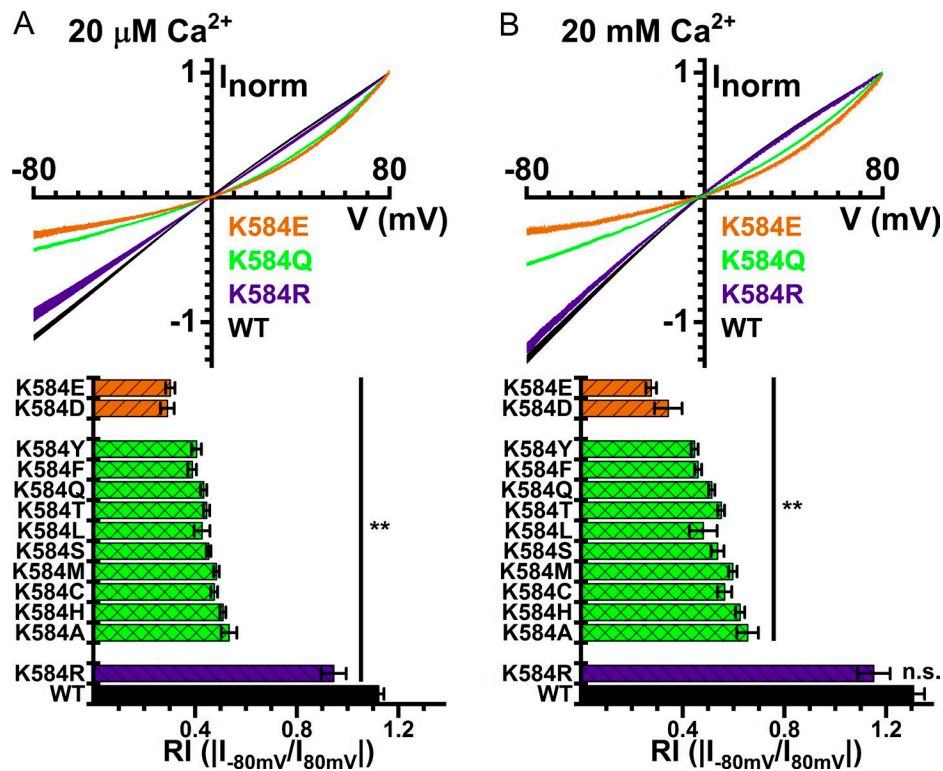 A 20 μM Ca2+
1 Inorm
-80 80
V (mV)
K584E
K584Q
K584R
WT
-1
K584E
K584D
K584Y
K584F
K584Q
K584T
K584L
K584S
K584M
K584C
K584H
K584A
K584R
WT
**
0.4 0.8 1.2
RI (|I-80mV/I80mV|)
B 20 mM Ca2+
1 Inorm
-80 80
V (mV)
K584E
K584Q
K584R
WT
-1
K584E
K584D
K584Y
K584F
K584Q
K584T
K584L
K584S
K584M
K584C
K584H
K584A
K584R
WT
**
n.s.
0.4 0.8 1.2
RI (|I-80mV/I80mV|)